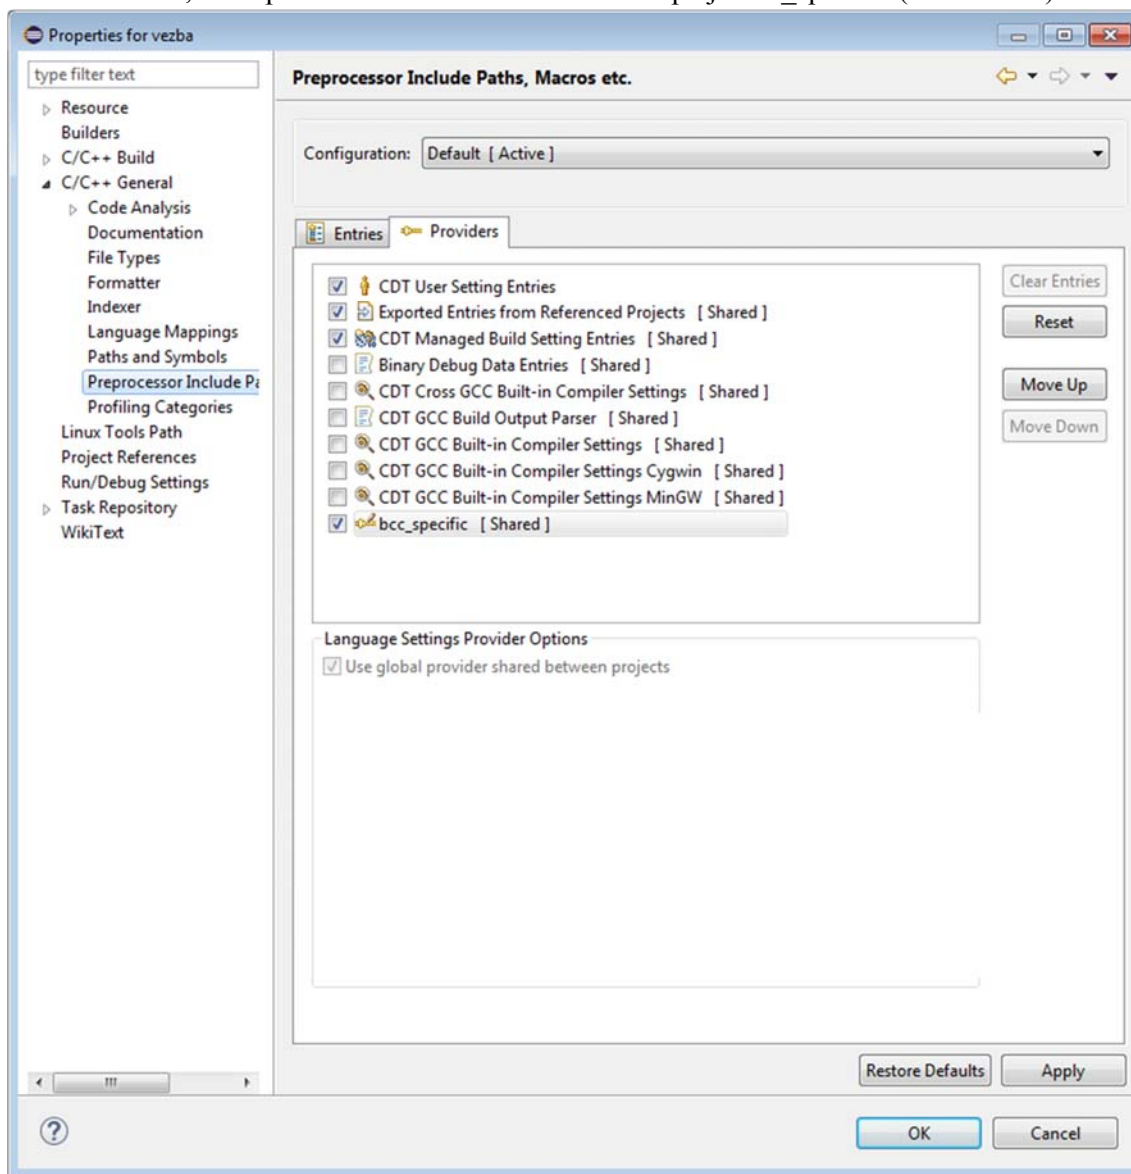 Properties for vezba
type filter text
Resource
Builders
C/C++ Build
C/C++ General
Code Analysis
Documentation
File Types
Formatter
Indexer
Language Mappings
Paths and Symbols
Preprocessor Include Pa
Profiling Categories
Linux Tools Path
Project References
Run/Debug Settings
Task Repository
WikiText
Preprocessor Include Paths, Macros etc.
Configuration: Default [ Active ]
Entries Providers
CDT User Setting Entries
Exported Entries from Referenced Projects [ Shared ]
CDT Managed Build Setting Entries [ Shared ]
Binary Debug Data Entries [ Shared ]
CDT Cross GCC Built-in Compiler Settings [ Shared ]
CDT GCC Build Output Parser [ Shared ]
CDT GCC Built-in Compiler Settings [ Shared ]
CDT GCC Built-in Compiler Settings Cygwin [ Shared ]
CDT GCC Built-in Compiler Settings MinGW [ Shared ]
bcc_specific [ Shared ]
Clear Entries
Reset
Move Up
Move Down
Language Settings Provider Options
Use global provider shared between projects
Restore Defaults Apply
OK Cancel